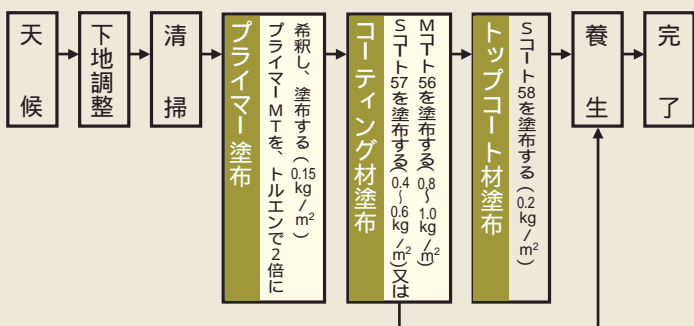 天候
下地調整
清掃
プライマー塗布
プライマーMTを、トルエンで2倍に
希釈し、塗布する(0.15kg/m²)
コーティング材塗布
Sコート57を塗布する(0.4〜0.6kg/m²)又は
Mコート56を塗布する(0.8〜1.0kg/m²)
トップコート材塗布
Sコート58を塗布する(0.2kg/m²)
養生
完了